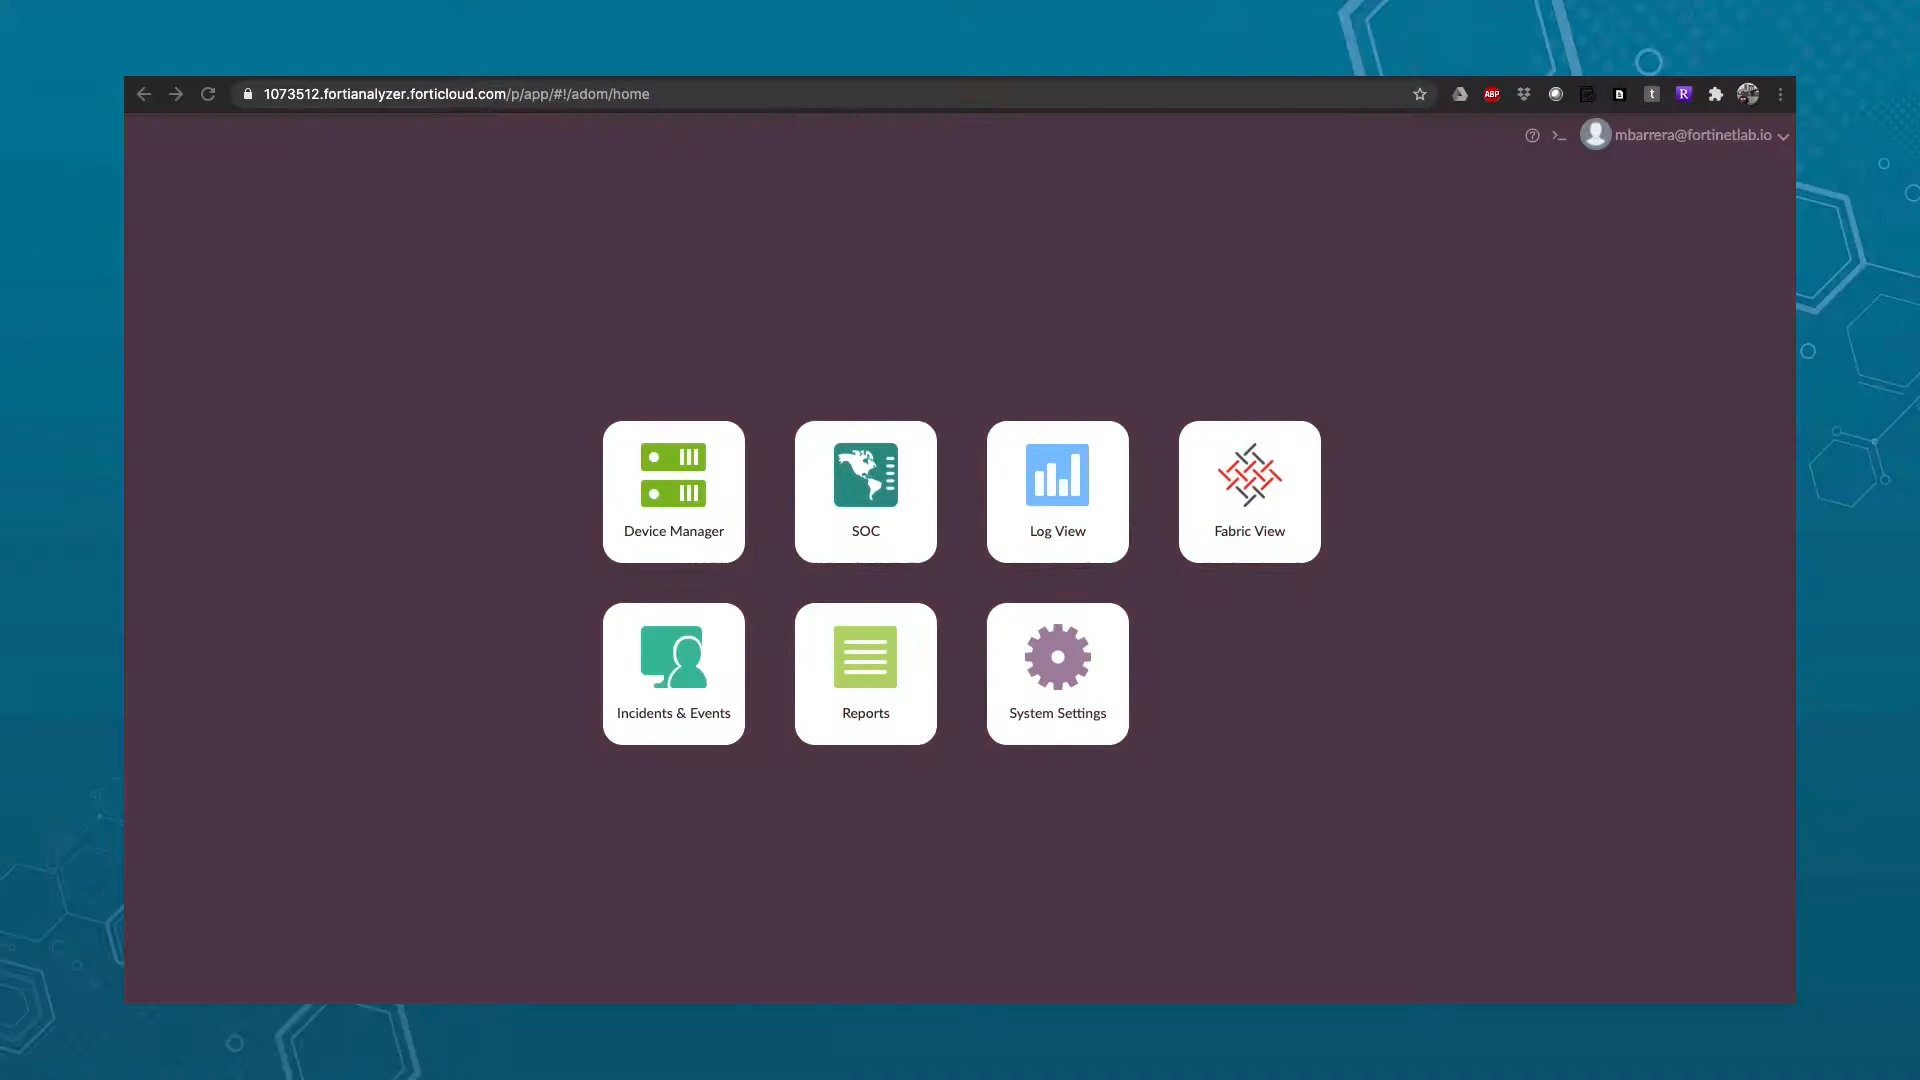 1073512.fortianalyzer.forticloud.com/p/app/#!/adom/home
ABP
t
R
mbarrera@fortinetlab.io
Device Manager
SOC
Log View
Fabric View
Incidents & Events
Reports
System Settings